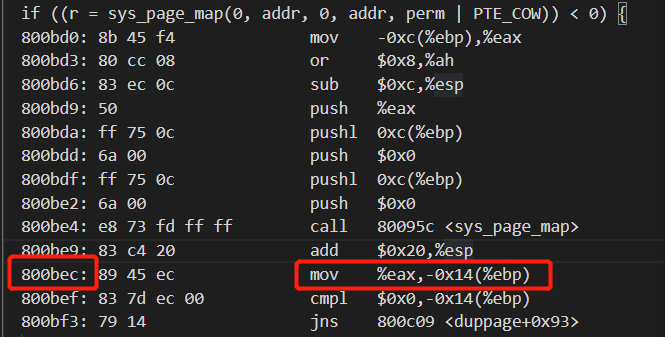 if ((r = sys_page_map(0, addr, 0, addr, perm | PTE_COW)) < 0) {
800bd0: 8b 45 f4 mov -0xc(%ebp),%eax
800bd3: 80 cc 08 or $0x8,%ah
800bd6: 83 ec 0c sub $0xc,%esp
800bd9: 50 push %eax
800bda: ff 75 0c pushl 0xc(%ebp)
800bdd: 6a 00 push $0x0
800bdf: ff 75 0c pushl 0xc(%ebp)
800be2: 6a 00 push $0x0
800be4: e8 73 fd ff ff call 80095c <sys_page_map>
800be9: 83 c4 20 add $0x20,%esp
800bec: 89 45 ec mov %eax,-0x14(%ebp)
800bef: 83 7d ec 00 cmpl $0x0,-0x14(%ebp)
800bf3: 79 14 jns 800c09 <duppage+0x93>